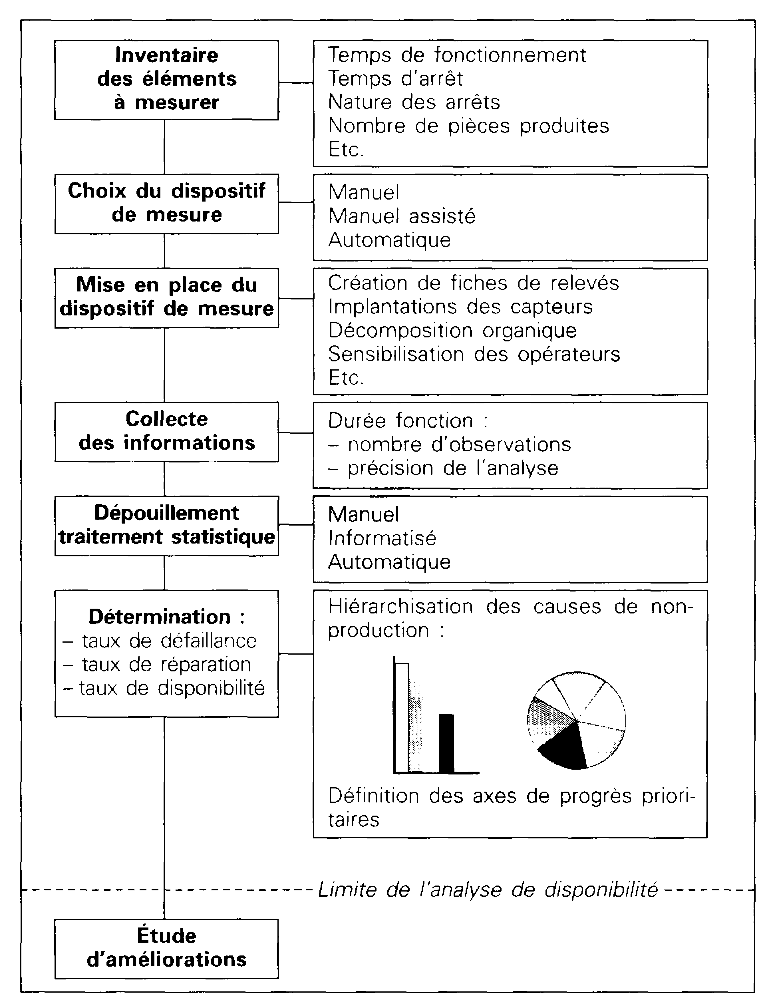 Inventaire
des éléments
à mesurer
Temps de fonctionnement
Temps d'arrêt
Nature des arrêts
Nombre de pièces produites
Etc.
Choix du dispositif
de mesure
Manuel
Manuel assisté
Automatique
Mise en place du
dispositif de mesure
Création de fiches de relevés
Implantations des capteurs
Décomposition organique
Sensibilisation des opérateurs
Etc.
Collecte
des informations
Durée fonction :
– nombre d'observations
– précision de l'analyse
Dépouillement
traitement statistique
Manuel
Informatisé
Automatique
Détermination :
– taux de défaillance
– taux de réparation
– taux de disponibilité
Hiérarchisation des causes de non-
production :
Définition des axes de progrès priori-
taires
Limite de l'analyse de disponibilité
Étude
d'améliorations